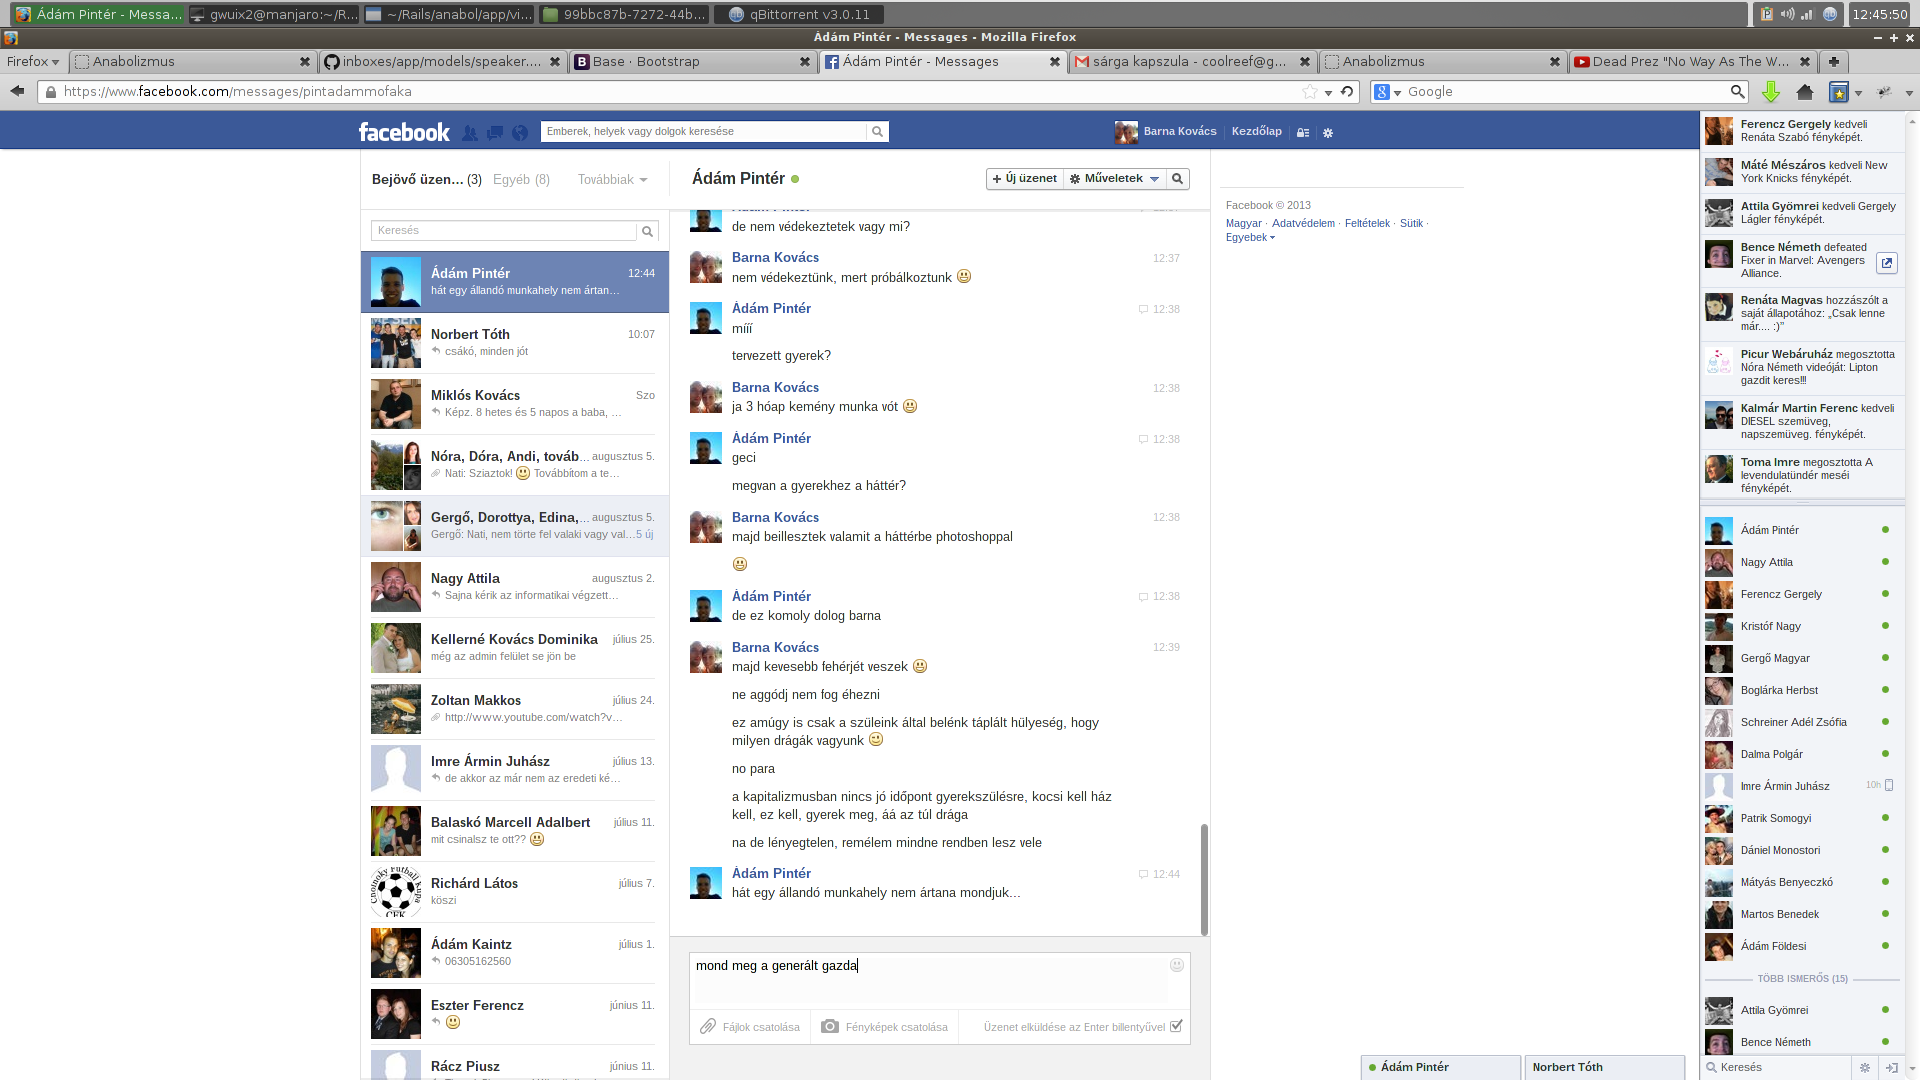 Ádám Pintér - Messa...
gwuix2@manjaro:~/R...
~/Rails/anabol/app/vi...
99bbc87b-7272-44b...
qBittorrent v3.0.11
12:45:50
Ádám Pintér - Messages - Mozilla Firefox
Firefox
Anabolizmus
inboxes/app/models/speaker....
Base · Bootstrap
Ádám Pintér - Messages
sárga kapszula - coolreef@g...
Anabolizmus
Dead Prez "No Way As The W...
https://www.facebook.com/messages/pintadammofaka
Google
facebook
Emberek, helyek vagy dolgok keresése
Barna Kovács
Kezdőlap
Bejövő üzen... (3)
Egyéb (8)
Továbbiak
Keresés
Ádám Pintér 12:44
hát egy állandó munkahely nem ártan...
Norbert Tóth 10:07
csákó, minden jót
Miklós Kovács Szo
Képz. 8 hetes és 5 napos a baba, ...
Nóra, Dóra, Andi, továb... augusztus 5.
Nati: Sziaztok! Továbbítom a te...
Gergő, Dorottya, Edina,... augusztus 5.
Gergő: Nati, nem törte fel valaki vagy val...5 új
Nagy Attila augusztus 2.
Sajna kérik az informatikai végzett...
Kellerné Kovács Dominika július 25.
még az admin felület se jön be
Zoltan Makkos július 24.
http://www.youtube.com/watch?v...
Imre Ármin Juhász július 13.
de akkor az már nem az eredeti ké...
Balaskó Marcell Adalbert július 11.
mit csinalsz te ott??
Richárd Látos július 7.
köszi
Ádám Kaintz július 1.
06305162560
Eszter Ferencz június 11.
Rácz Piusz június 11.
Ádám Pintér
Új üzenet
Műveletek
de nem védekeztetek vagy mi?
Barna Kovács 12:37
nem védekeztünk, mert próbálkoztunk
Ádám Pintér 12:38
mííí
tervezett gyerek?
Barna Kovács 12:38
ja 3 hóap kemény munka vót
Ádám Pintér 12:38
geci
megvan a gyerekhez a háttér?
Barna Kovács 12:38
majd beillesztek valamit a háttérbe photoshoppal
Ádám Pintér 12:38
de ez komoly dolog barna
Barna Kovács 12:39
majd kevesebb fehérjét veszek
ne aggódj nem fog éhezni
ez amúgy is csak a szüleink által belénk táplált hülyeség, hogy
milyen drágák vagyunk
no para
a kapitalizmusban nincs jó időpont gyerekszülésre, kocsi kell ház
kell, ez kell, gyerek meg, áá az túl drága
na de lényegtelen, remélem mindne rendben lesz vele
Ádám Pintér 12:44
hát egy állandó munkahely nem ártana mondjuk...
mond meg a generált gazda
Fájlok csatolása
Fényképek csatolása
Üzenet elküldése az Enter billentyűvel
Facebook © 2013
Magyar · Adatvédelem · Feltételek · Sütik ·
Egyebek
Ferencz Gergely kedveli
Renáta Szabó fényképét.
Máté Mészáros kedveli New
York Knicks fényképét.
Attila Gyömrei kedveli Gergely
Lágler fényképét.
Bence Németh defeated
Fixer in Marvel: Avengers
Alliance.
Renáta Magvas hozzászólt a
saját állapotához: „Csak lenne
már.... :)”
Picur Webáruház megosztotta
Nóra Németh videóját: Lipton
gazdit keres!!!
Kalmár Martin Ferenc kedveli
DIESEL szemüveg,
napszemüveg. fényképét.
Toma Imre megosztotta A
levendulatündér meséi
fényképét.
Ádám Pintér
Nagy Attila
Ferencz Gergely
Kristóf Nagy
Gergő Magyar
Boglárka Herbst
Schreiner Adél Zsófia
Dalma Polgár
Imre Ármin Juhász 10h
Patrik Somogyi
Dániel Monostori
Mátyás Benyeczkó
Martos Benedek
Ádám Földesi
TÖBB ISMERŐS (15)
Attila Gyömrei
Bence Németh
Keresés
Ádám Pintér
Norbert Tóth